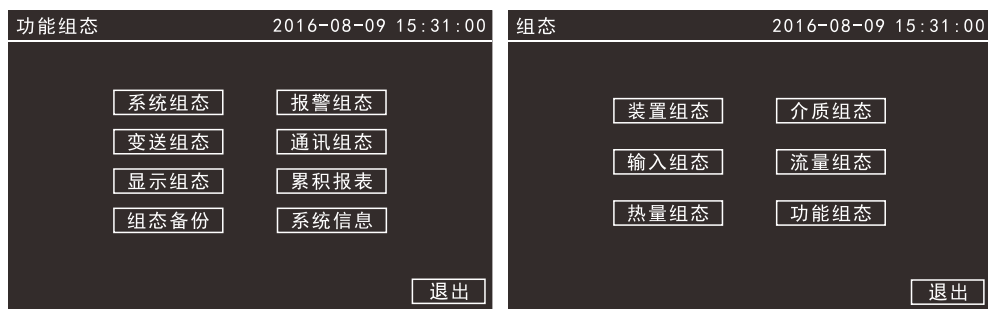 功能组态 2016-08-09 15:31:00
系统组态 报警组态
变送组态 通讯组态
显示组态 累积报表
组态备份 系统信息
退出
组态 2016-08-09 15:31:00
装置组态 介质组态
输入组态 流量组态
热量组态 功能组态
退出